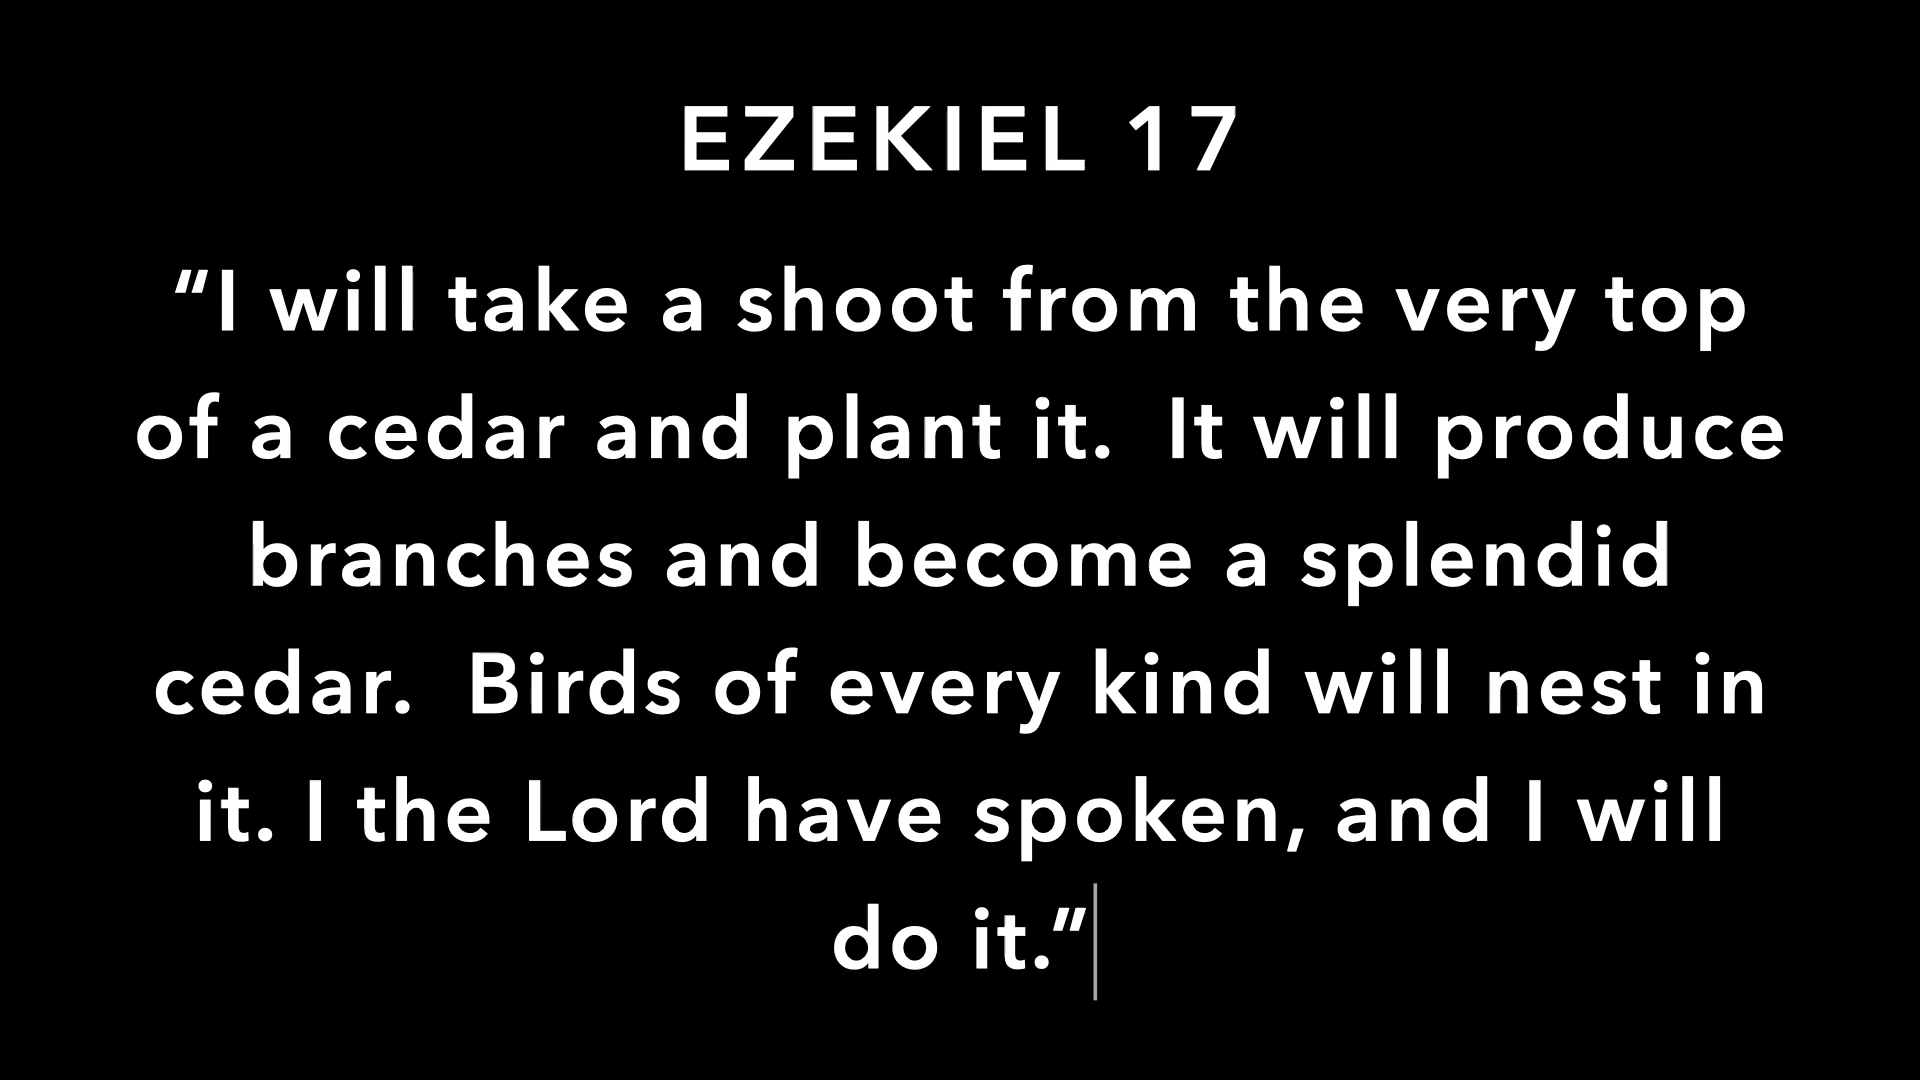 EZEKIEL 17
“I will take a shoot from the very top
of a cedar and plant it.  It will produce
branches and become a splendid
cedar.  Birds of every kind will nest in
it. I the Lord have spoken, and I will
do it.”